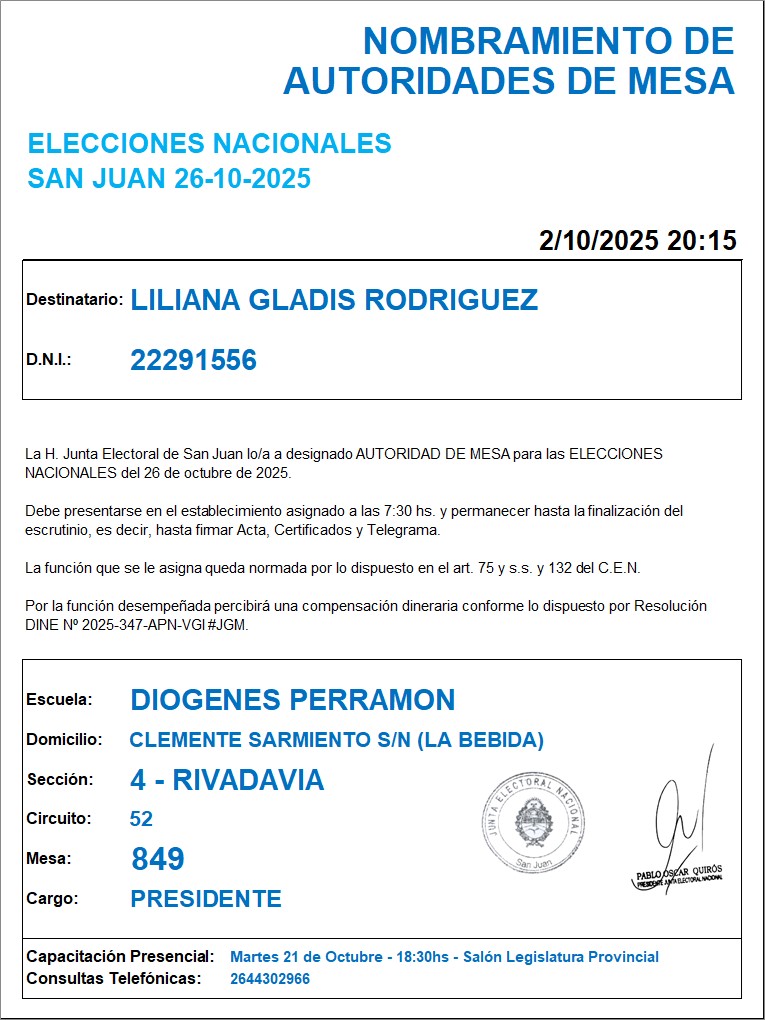 NOMBRAMIENTO DE
AUTORIDADES DE MESA
ELECCIONES NACIONALES
SAN JUAN 26-10-2025
2/10/2025 20:15
Destinatario: LILIANA GLADIS RODRIGUEZ
D.N.I.: 22291556
La H. Junta Electoral de San Juan lo/a a designado AUTORIDAD DE MESA para las ELECCIONES
NACIONALES del 26 de octubre de 2025.
Debe presentarse en el establecimiento asignado a las 7:30 hs. y permanecer hasta la finalización del
escrutinio, es decir, hasta firmar Acta, Certificados y Telegrama.
La función que se le asigna queda normada por lo dispuesto en el art. 75 y s.s. y 132 del C.E.N.
Por la función desempeñada percibirá una compensación dineraria conforme lo dispuesto por Resolución
DINE Nº 2025-347-APN-VGI#JGM.
Escuela: DIOGENES PERRAMON
Domicilio: CLEMENTE SARMIENTO S/N (LA BEBIDA)
Sección: 4 - RIVADAVIA
Circuito: 52
Mesa: 849
Cargo: PRESIDENTE
JUNTA ELECTORAL NACIONAL
San Juan
PABLO OSCAR QUIRÓS
PRESIDENTE JUNTA ELECTORAL NACIONAL
Capacitación Presencial: Martes 21 de Octubre - 18:30hs - Salón Legislatura Provincial
Consultas Telefónicas: 2644302966